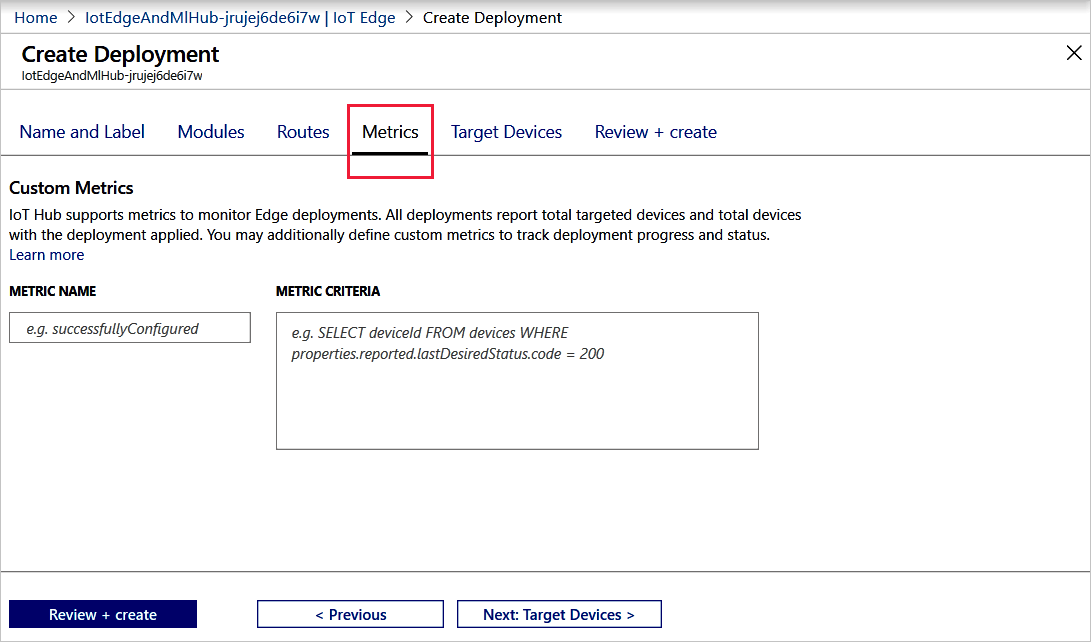 Home > IotEdgeAndMlHub-jrujej6de6i7w | IoT Edge > Create Deployment
Create Deployment
IotEdgeAndMlHub-jrujej6de6i7w
Name and Label Modules Routes Metrics Target Devices Review + create
Custom Metrics
IoT Hub supports metrics to monitor Edge deployments. All deployments report total targeted devices and total devices
with the deployment applied. You may additionally define custom metrics to track deployment progress and status.
Learn more
METRIC NAME METRIC CRITERIA
e.g. successfullyConfigured
e.g. SELECT deviceId FROM devices WHERE
properties.reported.lastDesiredStatus.code = 200
Review + create < Previous Next: Target Devices >